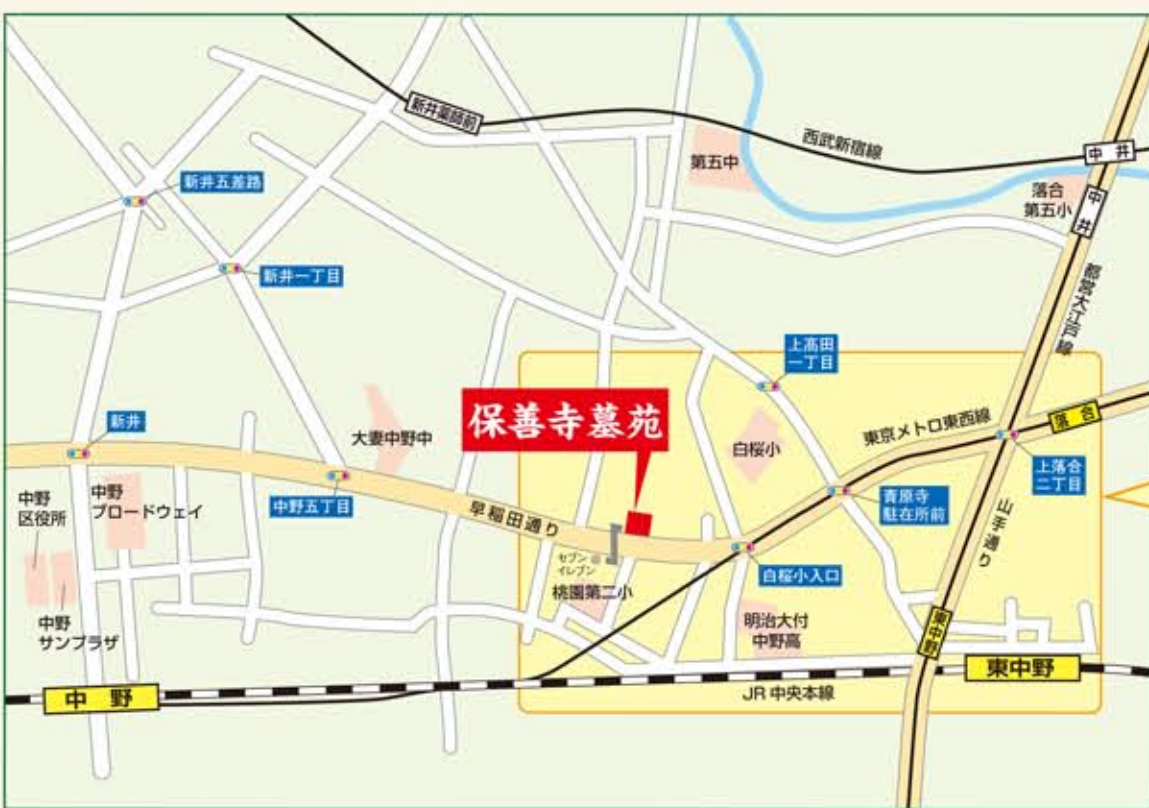 新井薬師前
西武新宿線
中井
第五中
落合
第五小
中井
新井五差路
新井一丁目
都営大江戸線
上高田
一丁目
保善寺墓苑
新井
大妻中野中
白桜小
東京メトロ東西線
落合
中野
区役所
中野
ブロードウェイ
中野五丁目
早稲田通り
上落合
二丁目
青原寺
駐在所前
山手通り
セブン
イレブン
白桜小入口
桃園第二小
中野
サンプラザ
明治大付
中野高
東中野
東中野
中野
JR中央本線